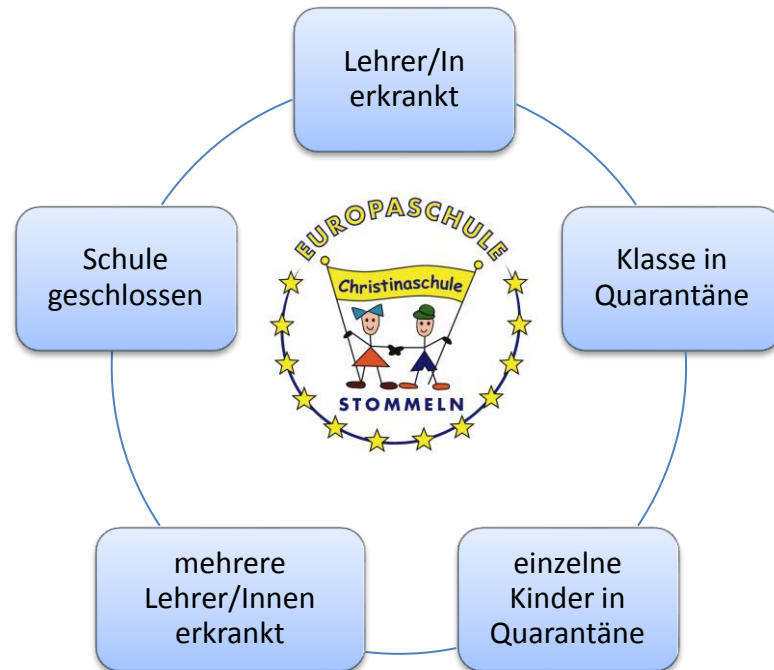 Lehrer/In
erkrankt
Klasse in
Quarantäne
einzelne
Kinder in
Quarantäne
mehrere
Lehrer/Innen
erkrankt
Schule
geschlossen
EUROPASCHULE
Christinaschule
STOMMELN